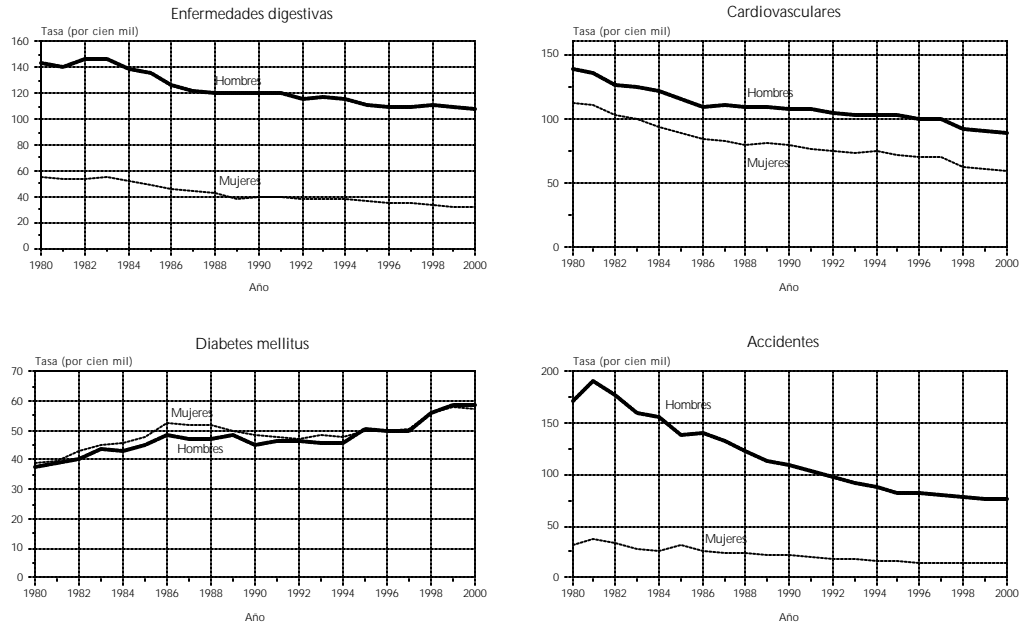 Enfermedades digestivas
Tasa (por cien mil)
160
140
120
100
80
60
40
20
0
Hombres
Mujeres
1980 1982 1984 1986 1988 1990 1992 1994 1996 1998 2000
Año
Cardiovasculares
Tasa (por cien mil)
150
100
50
0
Hombres
Mujeres
1980 1982 1984 1986 1988 1990 1992 1994 1996 1998 2000
Año
Diabetes mellitus
Tasa (por cien mil)
70
60
50
40
30
20
10
0
Mujeres
Hombres
1980 1982 1984 1986 1988 1990 1992 1994 1996 1998 2000
Año
Accidentes
Tasa (por cien mil)
200
150
100
50
0
Hombres
Mujeres
1980 1982 1984 1986 1988 1990 1992 1994 1996 1998 2000
Año